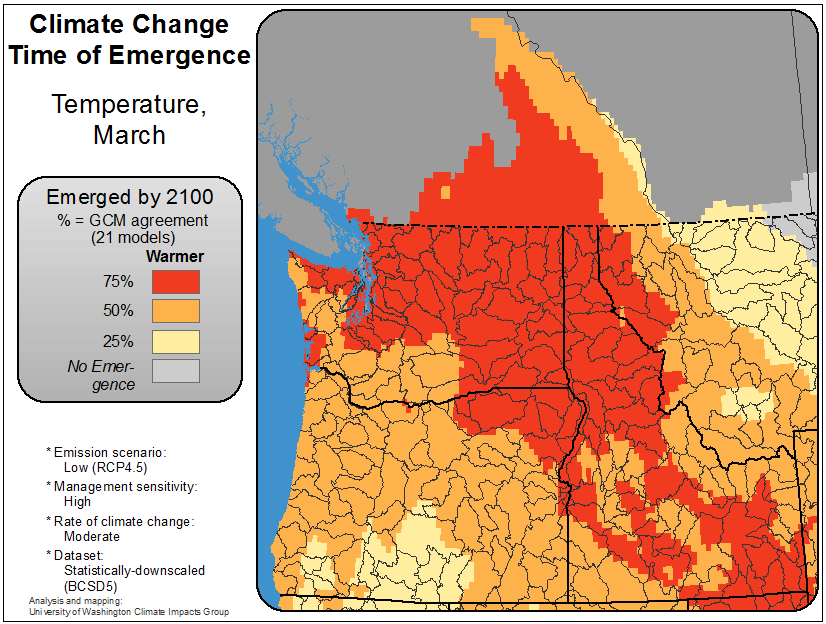 Climate Change
Time of Emergence
Temperature,
March
Emerged by 2100
% = GCM agreement
(21 models)
Warmer
75%
50%
25%
No Emer-
gence
* Emission scenario:
Low (RCP4.5)
* Management sensitivity:
High
* Rate of climate change:
Moderate
* Dataset:
Statistically-downscaled
(BCSD5)
Analysis and mapping:
University of Washington Climate Impacts Group